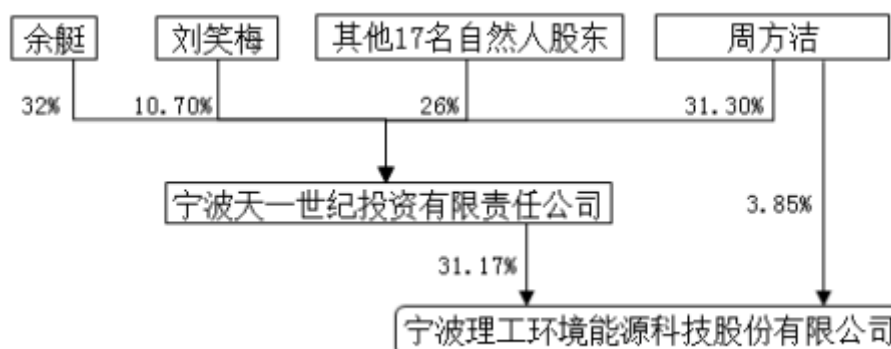 余艇
刘笑梅
其他17名自然人股东
周方洁
32%
10.70%
26%
31.30%
宁波天一世纪投资有限责任公司
3.85%
31.17%
宁波理工环境能源科技股份有限公司